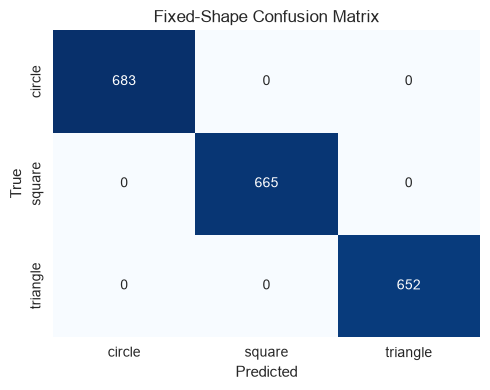 Fixed-Shape Confusion Matrix
circle
683 0 0
True
square
0 665 0
triangle
0 0 652
circle square triangle
Predicted